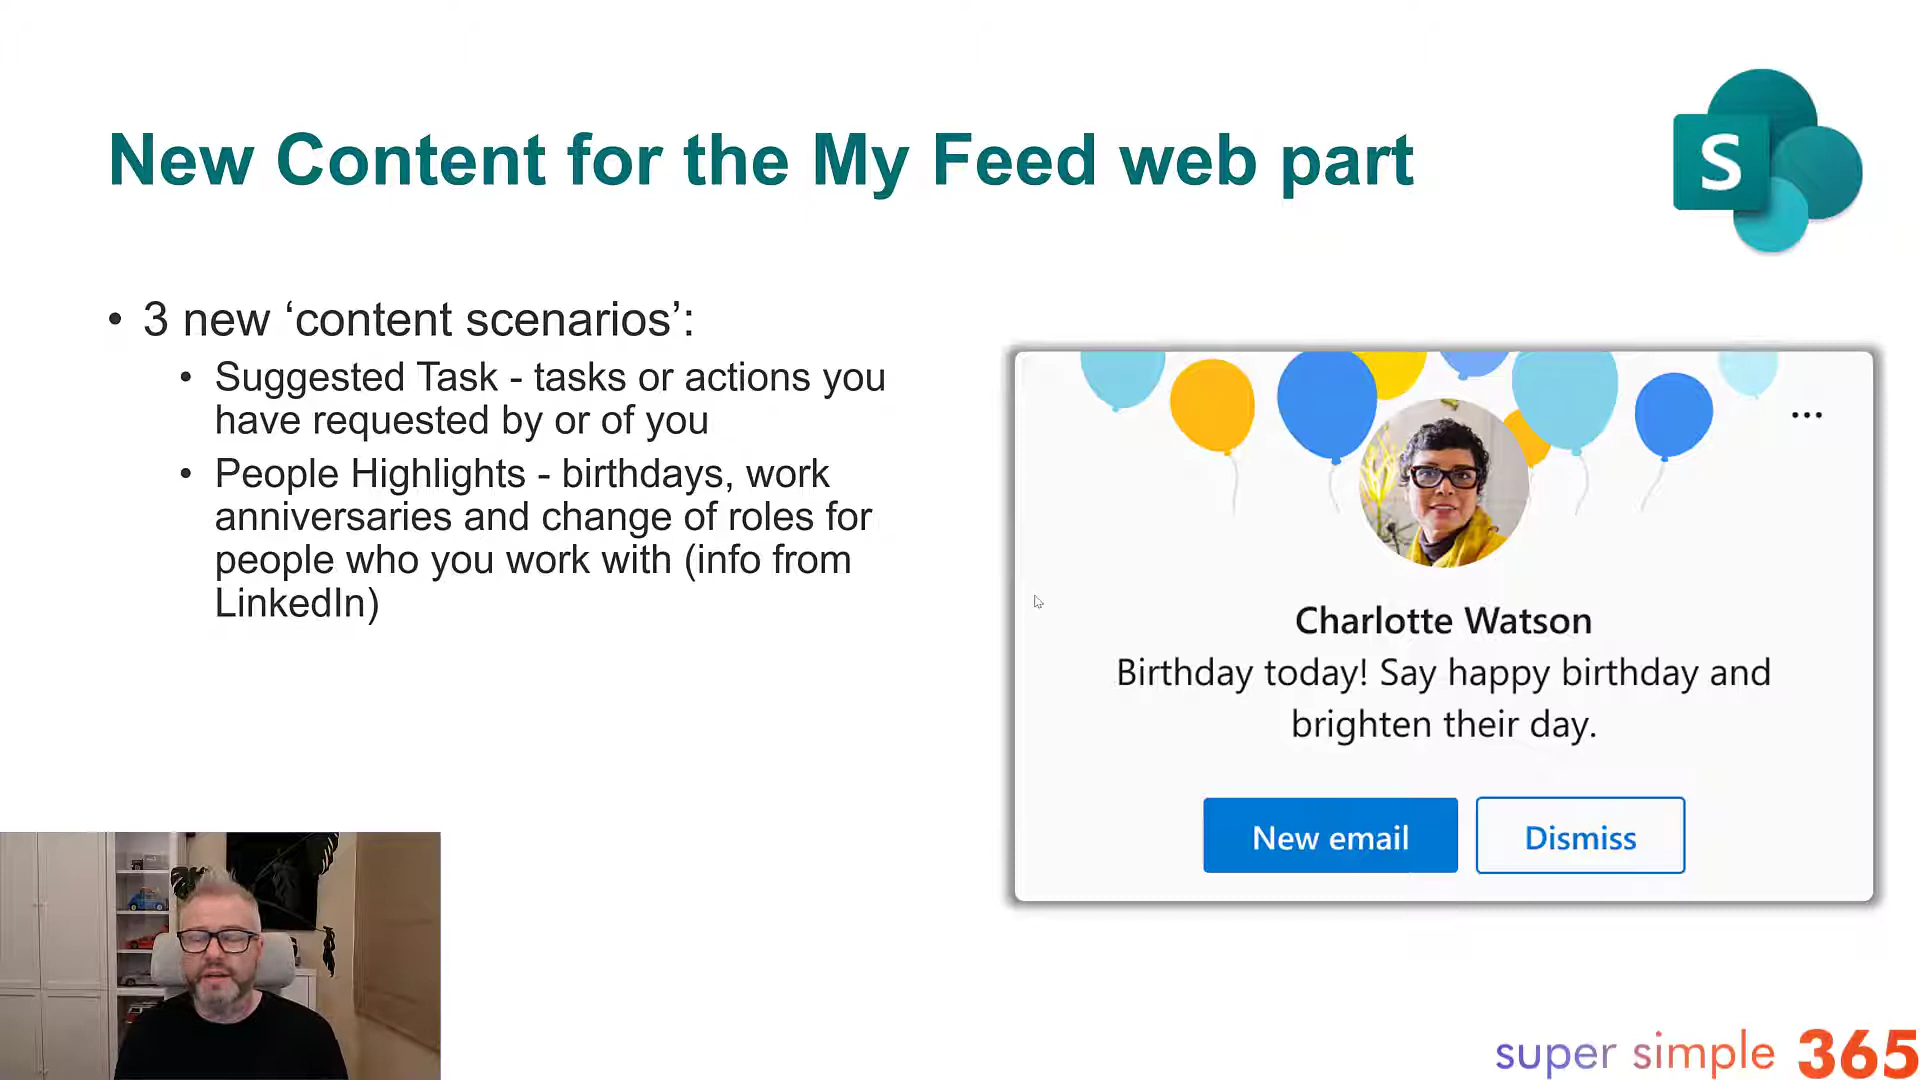 New Content for the My Feed web part
S
• 3 new ‘content scenarios’:
• Suggested Task - tasks or actions you
have requested by or of you
• People Highlights - birthdays, work
anniversaries and change of roles for
people who you work with (info from
LinkedIn)
...
Charlotte Watson
Birthday today! Say happy birthday and
brighten their day.
New email
Dismiss
super simple 365